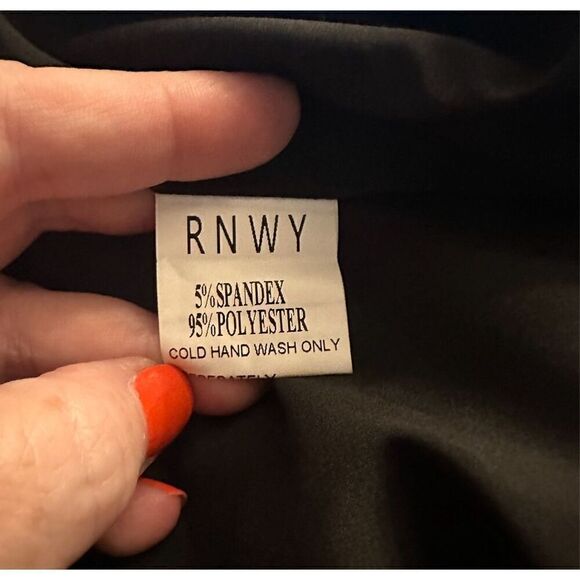 RNWY
5%SPANDEX
95%POLYESTER
COLD HAND WASH ONLY